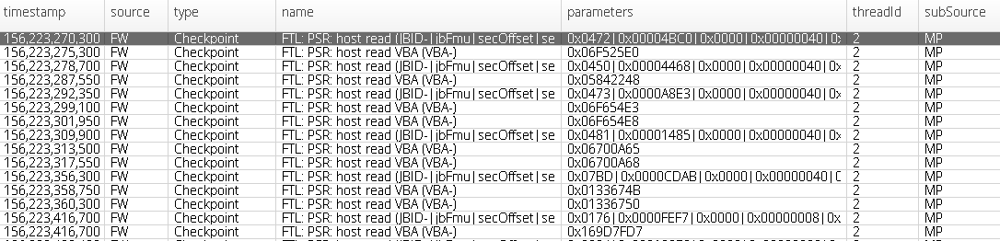 timestamp source type name parameters threadId subSource
156,223,270,300 FW Checkpoint FTL: PSR: host read (JBID-|jbFmu|secOffset|se 0x0472|0x00004BC0|0x0000|0x00000040|0x 2 MP
156,223,275,300 FW Checkpoint FTL: PSR: host read VBA (VBA-) 0x06F525E0 2 MP
156,223,278,700 FW Checkpoint FTL: PSR: host read (JBID-|jbFmu|secOffset|se 0x0450|0x00004468|0x0000|0x00000040|0x 2 MP
156,223,287,550 FW Checkpoint FTL: PSR: host read VBA (VBA-) 0x05842248 2 MP
156,223,292,350 FW Checkpoint FTL: PSR: host read (JBID-|jbFmu|secOffset|se 0x0473|0x0000A8E3|0x0000|0x00000040|0x 2 MP
156,223,299,100 FW Checkpoint FTL: PSR: host read VBA (VBA-) 0x06F654E3 2 MP
156,223,301,950 FW Checkpoint FTL: PSR: host read VBA (VBA-) 0x06F654E8 2 MP
156,223,309,900 FW Checkpoint FTL: PSR: host read (JBID-|jbFmu|secOffset|se 0x0481|0x00001485|0x0000|0x00000040|0x 2 MP
156,223,313,500 FW Checkpoint FTL: PSR: host read VBA (VBA-) 0x06700A65 2 MP
156,223,317,550 FW Checkpoint FTL: PSR: host read VBA (VBA-) 0x06700A68 2 MP
156,223,356,300 FW Checkpoint FTL: PSR: host read (JBID-|jbFmu|secOffset|se 0x07BD|0x0000CDAB|0x0000|0x00000040|0 2 MP
156,223,358,750 FW Checkpoint FTL: PSR: host read VBA (VBA-) 0x0133674B 2 MP
156,223,360,300 FW Checkpoint FTL: PSR: host read VBA (VBA-) 0x01336750 2 MP
156,223,416,700 FW Checkpoint FTL: PSR: host read (JBID-|jbFmu|secOffset|se 0x0176|0x0000FEF7|0x0000|0x00000008|0x 2 MP
156,223,416,700 FW Checkpoint FTL: PSR: host read VBA (VBA-) 0x169D7FD7 2 MP